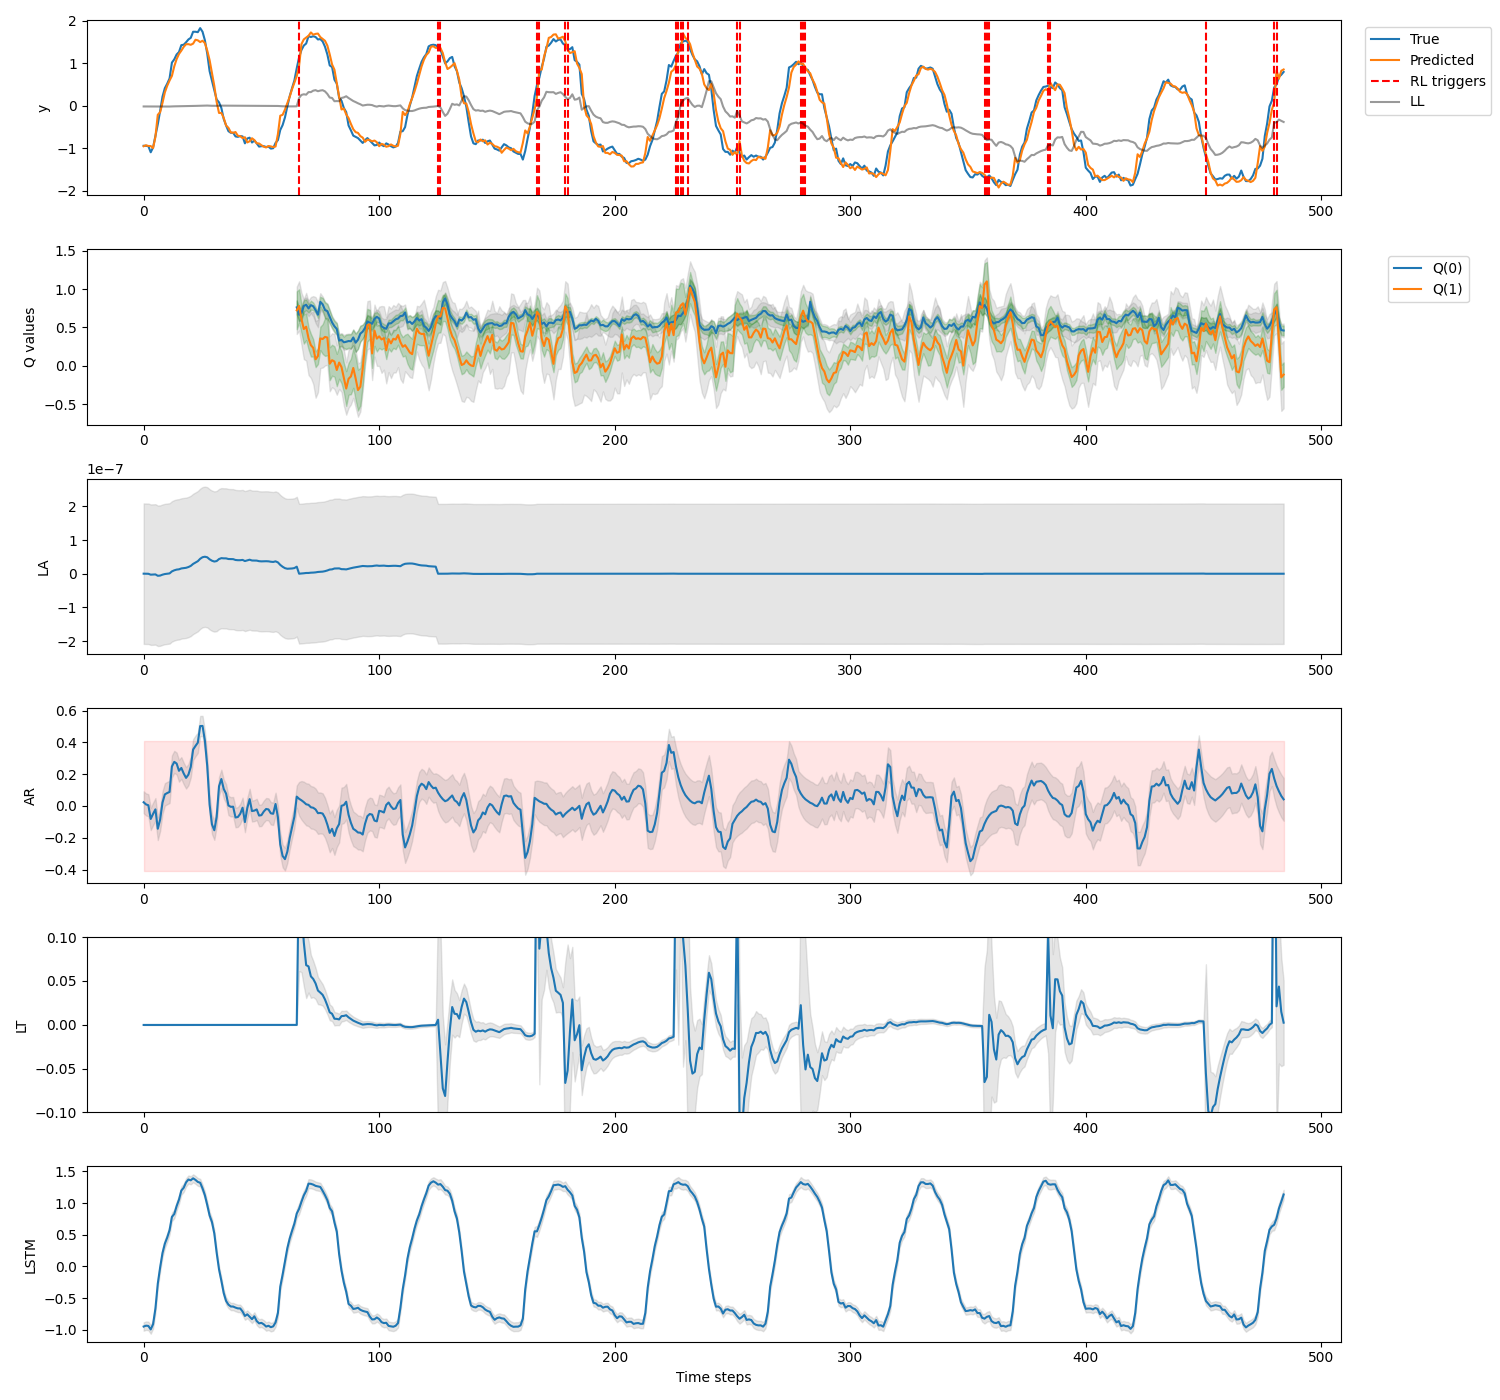 2
1
0
−1
−2
y
0 100 200 300 400 500
True
Predicted
RL triggers
LL
1.5
1.0
0.5
0.0
−0.5
Q values
0 100 200 300 400 500
Q(0)
Q(1)
1e−7
2
1
0
−1
−2
LA
0 100 200 300 400 500
0.6
0.4
0.2
0.0
−0.2
−0.4
AR
0 100 200 300 400 500
0.10
0.05
0.00
−0.05
−0.10
LT
0 100 200 300 400 500
1.5
1.0
0.5
0.0
−0.5
−1.0
LSTM
0 100 200 300 400 500
Time steps